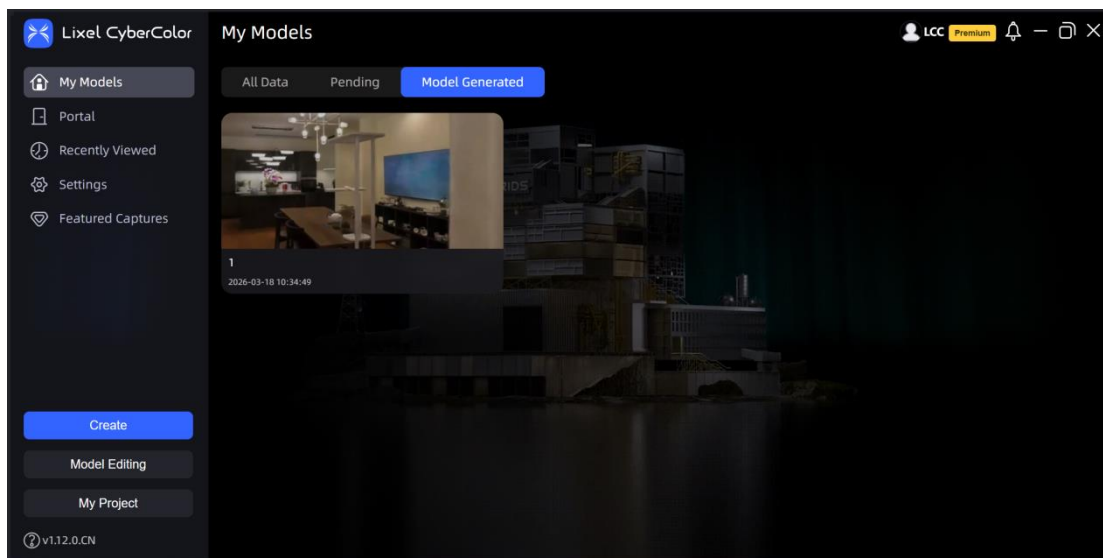 Lixel CyberColor
My Models
LCC Premium
My Models
Portal
Recently Viewed
Settings
Featured Captures
All Data
Pending
Model Generated
1
2026-03-18 10:34:49
Create
Model Editing
My Project
v1.12.0.CN